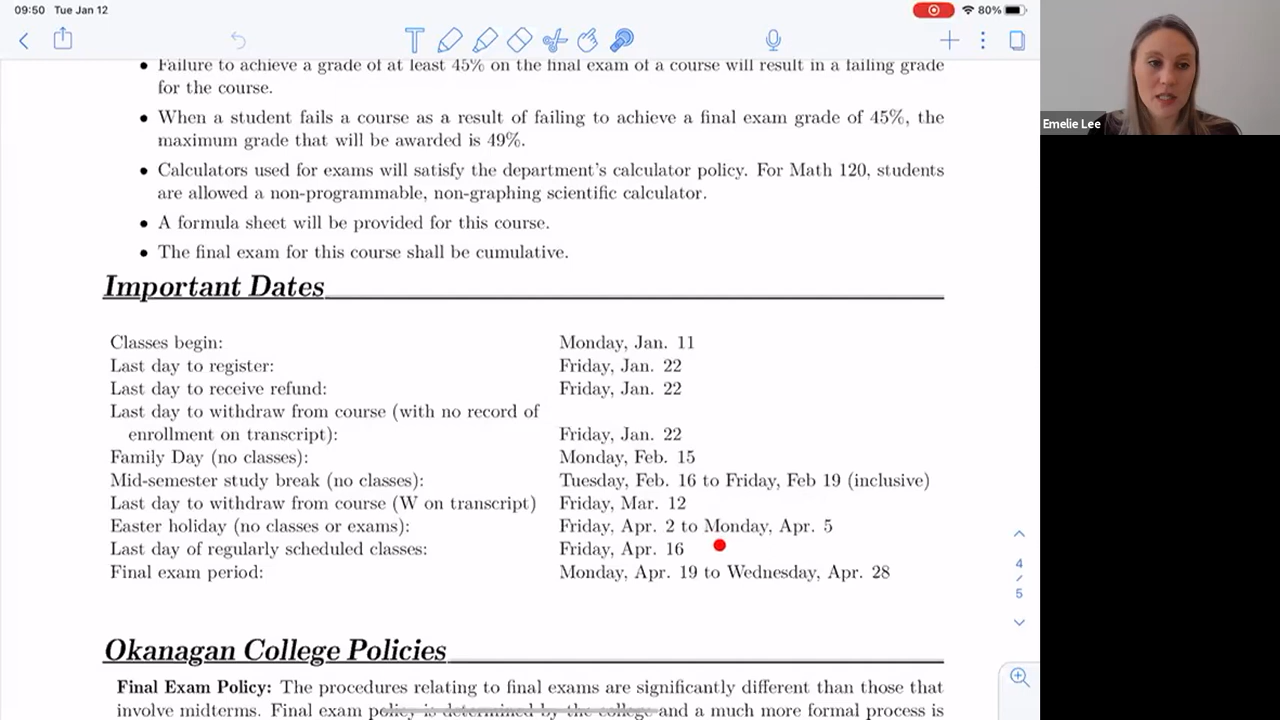 09:50 Tue Jan 12
80%
T
Failure to achieve a grade of at least 45% on the final exam of a course will result in a failing grade
for the course.
Emelie Lee
• When a student fails a course as a result of failing to achieve a final exam grade of 45%, the
maximum grade that will be awarded is 49%.
• Calculators used for exams will satisfy the department's calculator policy. For Math 120, students
are allowed a non-programmable, non-graphing scientific calculator.
• A formula sheet will be provided for this course.
• The final exam for this course shall be cumulative.
Important Dates
Classes begin: Monday, Jan. 11
Last day to register: Friday, Jan. 22
Last day to receive refund: Friday, Jan. 22
Last day to withdraw from course (with no record of
enrollment on transcript): Friday, Jan. 22
Family Day (no classes): Monday, Feb. 15
Mid-semester study break (no classes): Tuesday, Feb. 16 to Friday, Feb 19 (inclusive)
Last day to withdraw from course (W on transcript) Friday, Mar. 12
Easter holiday (no classes or exams): Friday, Apr. 2 to Monday, Apr. 5
Last day of regularly scheduled classes: Friday, Apr. 16
Final exam period: Monday, Apr. 19 to Wednesday, Apr. 28
4
/
5
Okanagan College Policies
Final Exam Policy: The procedures relating to final exams are significantly different than those that
involve midterms. Final exam policy is determined by the college and a much more formal process is